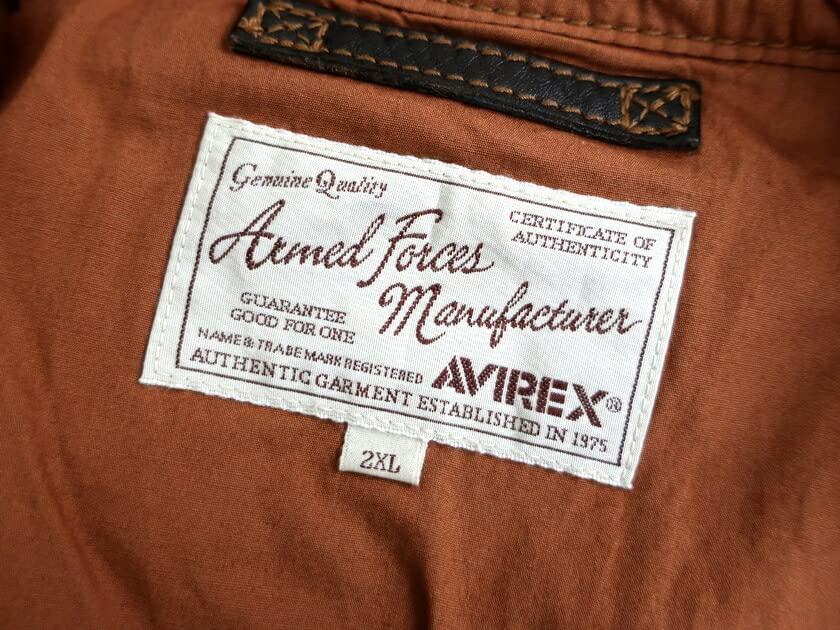 Genuine Quality
CERTIFICATE OF
AUTHENTICITY
Armed Forces
Manufacturer
GUARANTEE
GOOD FOR ONE
NAME & TRADE MARK REGISTERED
AVIREX®
AUTHENTIC GARMENT ESTABLISHED IN 1975
2XL